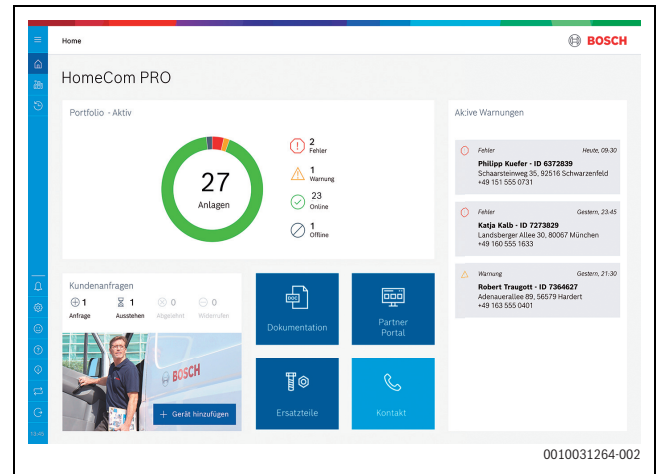 Home
BOSCH
HomeCom PRO
Portfolio - Aktiv
2
Fehler
1
Warnung
23
Online
1
Offline
27
Anlagen
Ak;ive Warnungen
Fehler Heute, 09.30
Philipp Kuefer - ID 6372839
Schaarsteinweg 35, 92516 Schwarzenfeld
+49 151 555 0731
Fehler Gestern, 23.45
Katja Kalb - ID 7273829
Landsberger Allee 30, 80067 München
+49 160 555 1633
Warnung Gestern, 21:30
Robert Traugott - ID 7364627
Adenauerallee 89, 56579 Hardert
+49 163 555 0401
Kundenanfragen
1 1 0 0
Anfrage Ausstehen Abgelehnt Widerrufen
BOSCH
+ Gerät hinzufügen
DOC
Dokumentation
Partner
Portal
Ersatzteile
Kontakt
0010031264-002